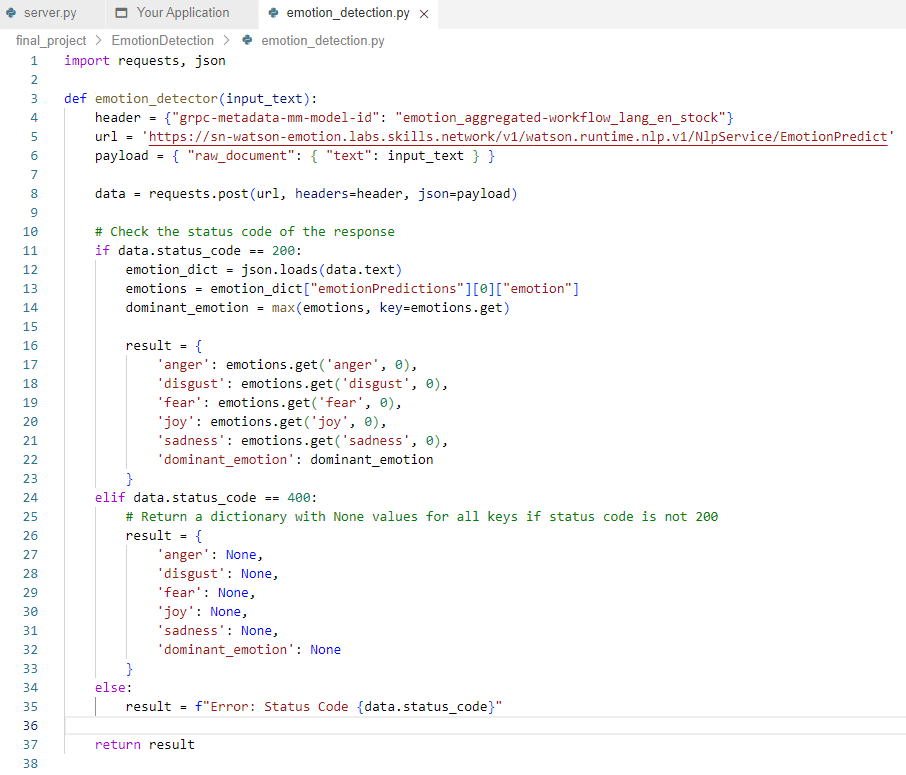 server.py Your Application emotion_detection.py ×
final_project > EmotionDetection > emotion_detection.py
1 import requests, json
2
3 def emotion_detector(input_text):
4 header = {"grpc-metadata-mm-model-id": "emotion_aggregated-workflow_lang_en_stock"}
5 url = 'https://sn-watson-emotion.labs.skills.network/v1/watson.runtime.nlp.v1/NlpService/EmotionPredict'
6 payload = { "raw_document": { "text": input_text } }
7
8 data = requests.post(url, headers=header, json=payload)
9
10 # Check the status code of the response
11 if data.status_code == 200:
12 emotion_dict = json.loads(data.text)
13 emotions = emotion_dict["emotionPredictions"][0]["emotion"]
14 dominant_emotion = max(emotions, key=emotions.get)
15
16 result = {
17 'anger': emotions.get('anger', 0),
18 'disgust': emotions.get('disgust', 0),
19 'fear': emotions.get('fear', 0),
20 'joy': emotions.get('joy', 0),
21 'sadness': emotions.get('sadness', 0),
22 'dominant_emotion': dominant_emotion
23 }
24 elif data.status_code == 400:
25 # Return a dictionary with None values for all keys if status code is not 200
26 result = {
27 'anger': None,
28 'disgust': None,
29 'fear': None,
30 'joy': None,
31 'sadness': None,
32 'dominant_emotion': None
33 }
34 else:
35 result = f"Error: Status Code {data.status_code}"
36
37 return result
38